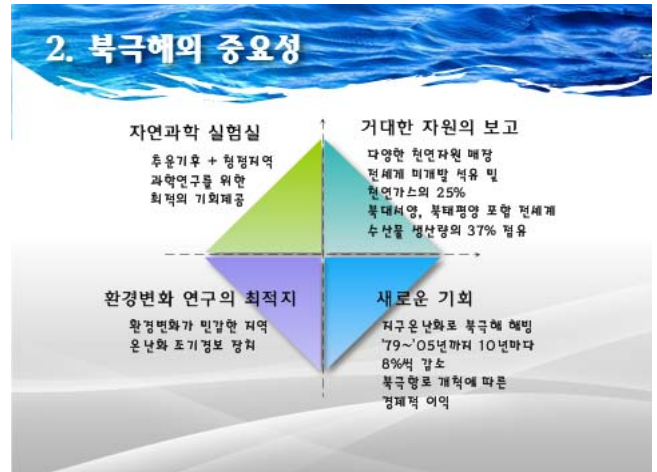 2. 북극해의 중요성
자연과학 실험실
추운기후 + 청정지역
과학연구를 위한
최적의 기회제공
거대한 자원의 보고
다양한 천연자원 매장
전세계 미개발 석유 및
천연가스의 25%
북대서양, 북태평양 포함 전세계
수산물 생산량의 37% 점유
환경변화 연구의 최적지
환경변화가 민감한 지역
온난화 조기경보 장치
새로운 기회
지구온난화로 북극해 해빙
'79~'05년까지 10년마다
8%씩 감소
북극항로 개척에 따른
경제적 이익